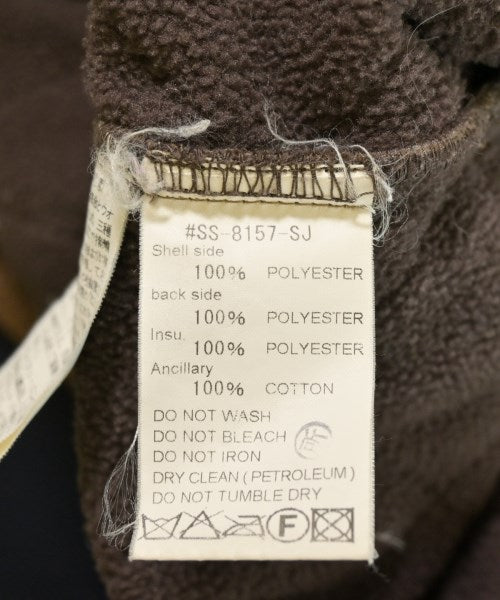 #SS-8157-SJ
Shell side
100% POLYESTER
back side
100% POLYESTER
Insu.
100% POLYESTER
Ancillary
100% COTTON
DO NOT WASH
DO NOT BLEACH
DO NOT IRON
DRY CLEAN (PETROLEUM)
DO NOT TUMBLE DRY
F